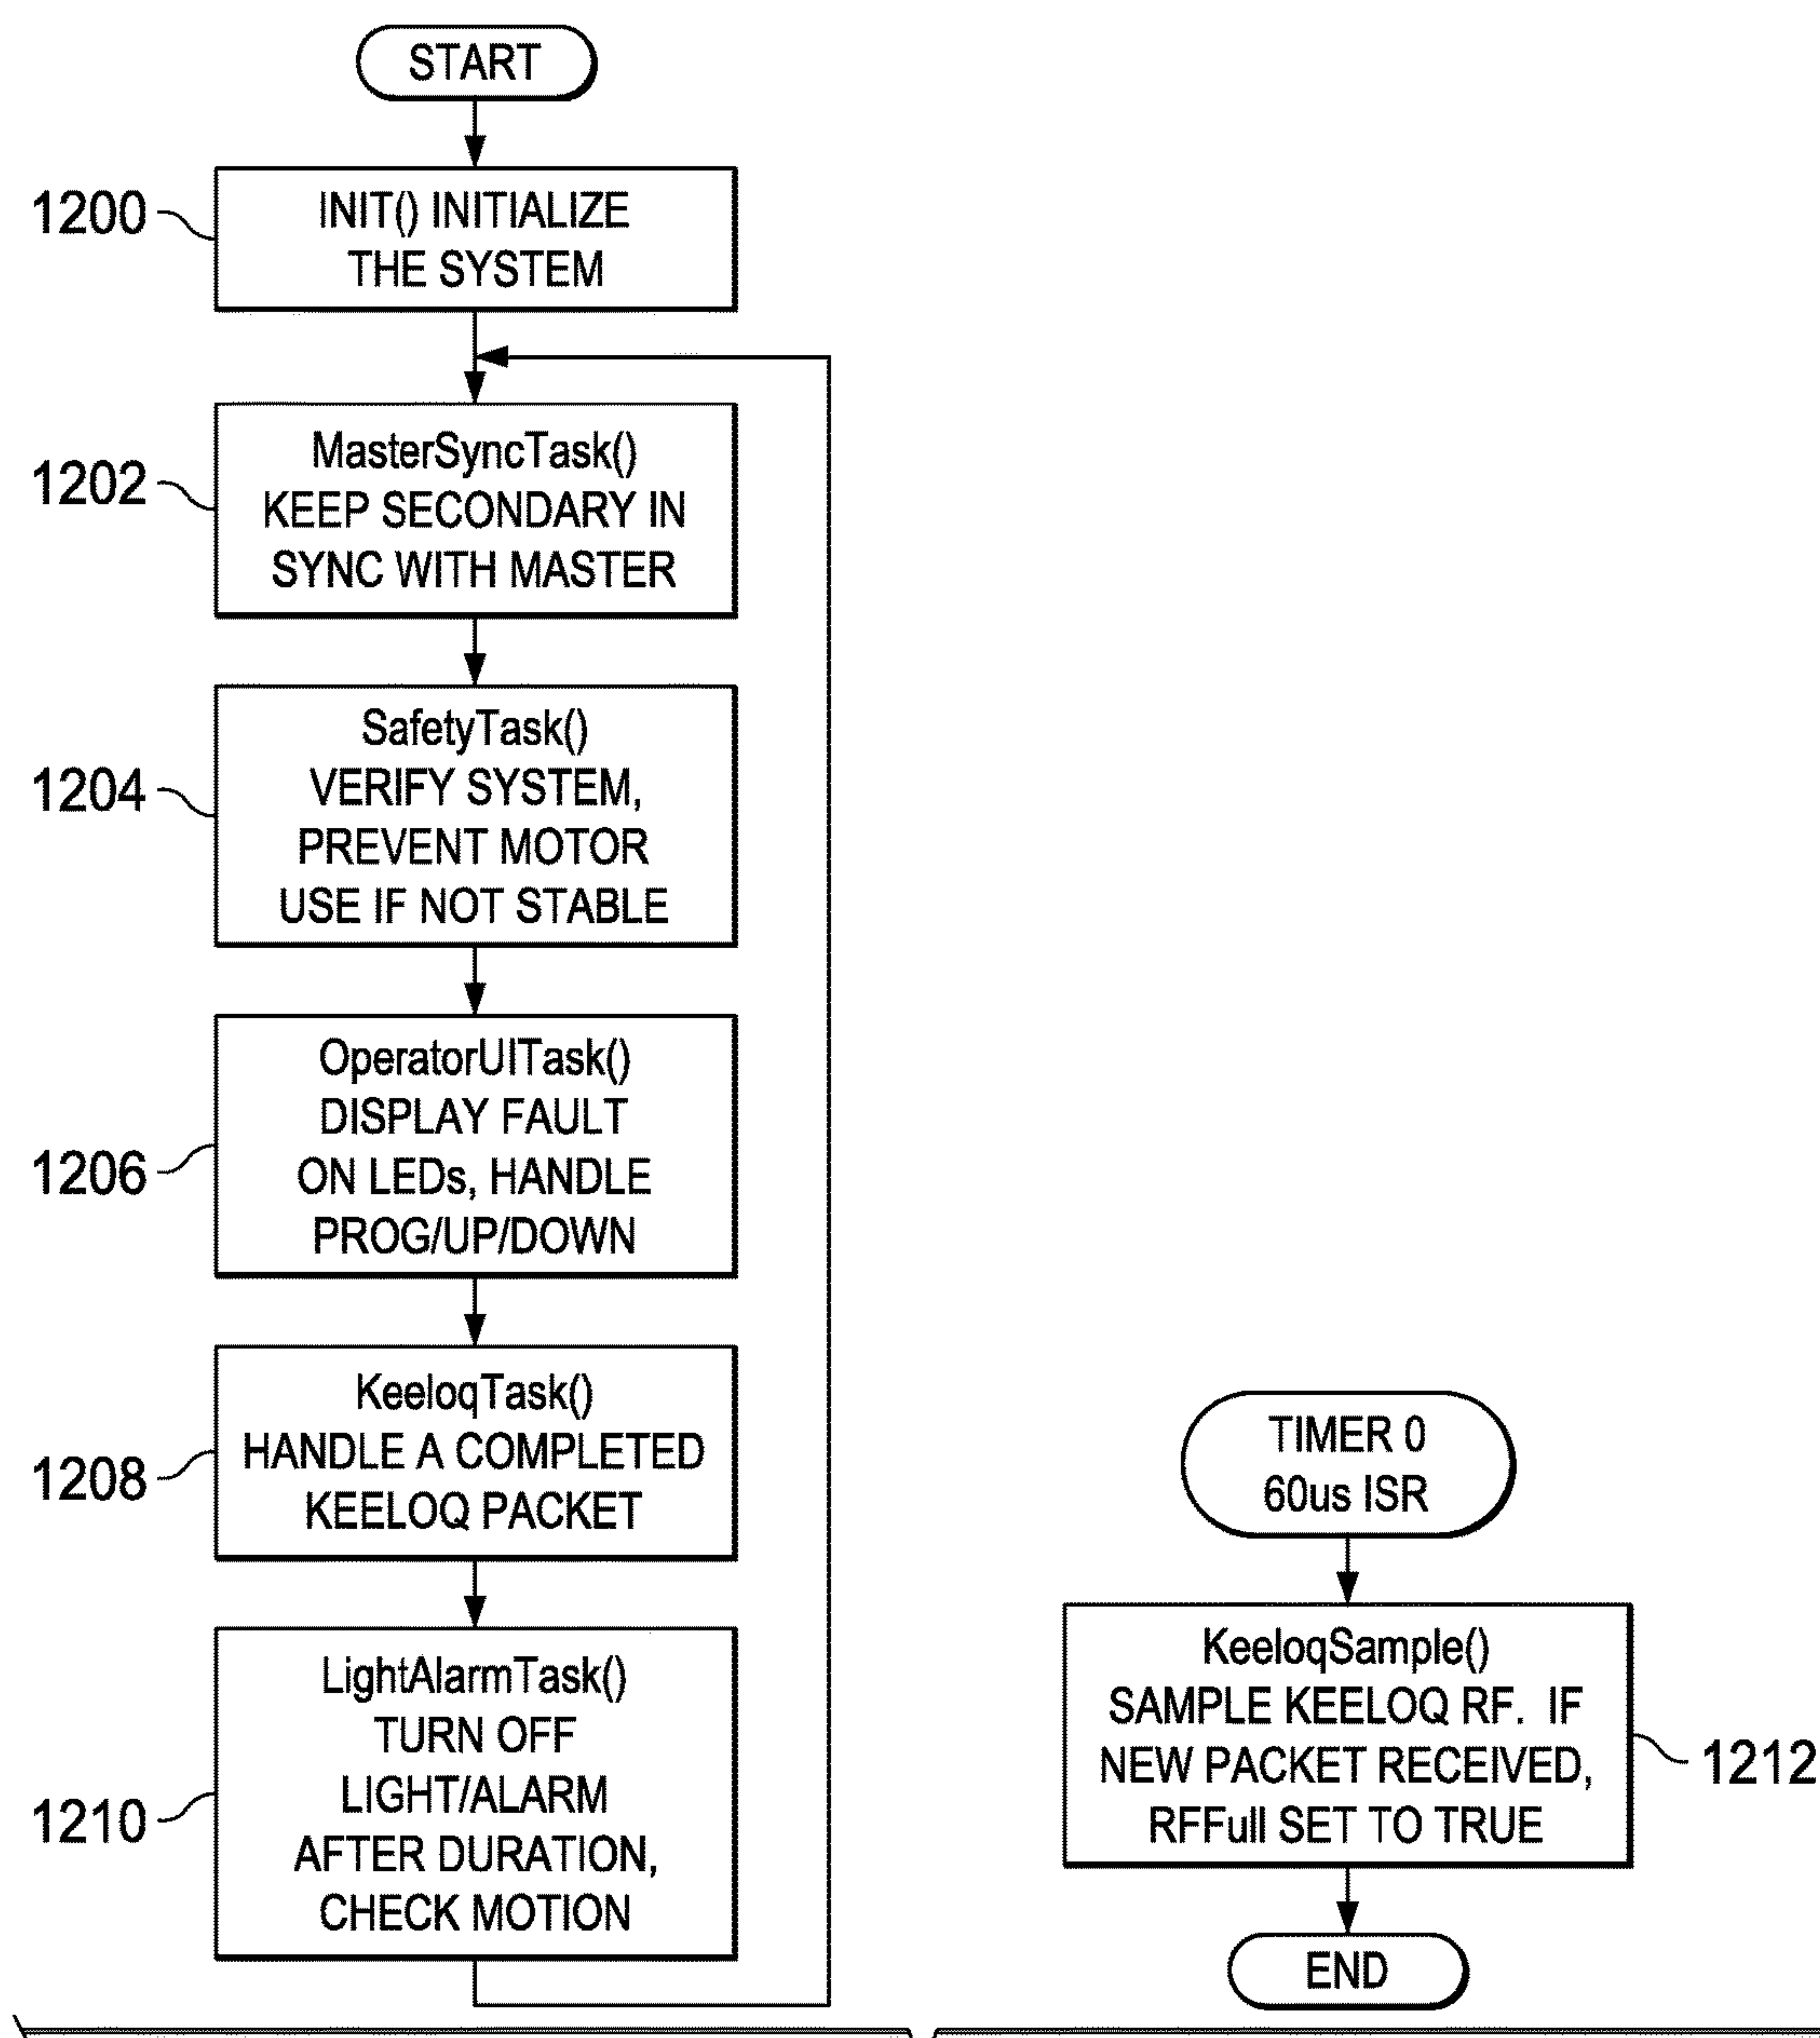 START
1200
INIT() INITIALIZE
THE SYSTEM
1202
MasterSyncTask()
KEEP SECONDARY IN
SYNC WITH MASTER
1204
SafetyTask()
VERIFY SYSTEM,
PREVENT MOTOR
USE IF NOT STABLE
1206
OperatorUITask()
DISPLAY FAULT
ON LEDs, HANDLE
PROG/UP/DOWN
1208
KeeloqTask()
HANDLE A COMPLETED
KEELOQ PACKET
1210
LightAlarmTask()
TURN OFF
LIGHT/ALARM
AFTER DURATION,
CHECK MOTION
TIMER 0
60us ISR
KeeloqSample()
SAMPLE KEELOQ RF. IF
NEW PACKET RECEIVED,
RFFull SET TO TRUE
1212
END